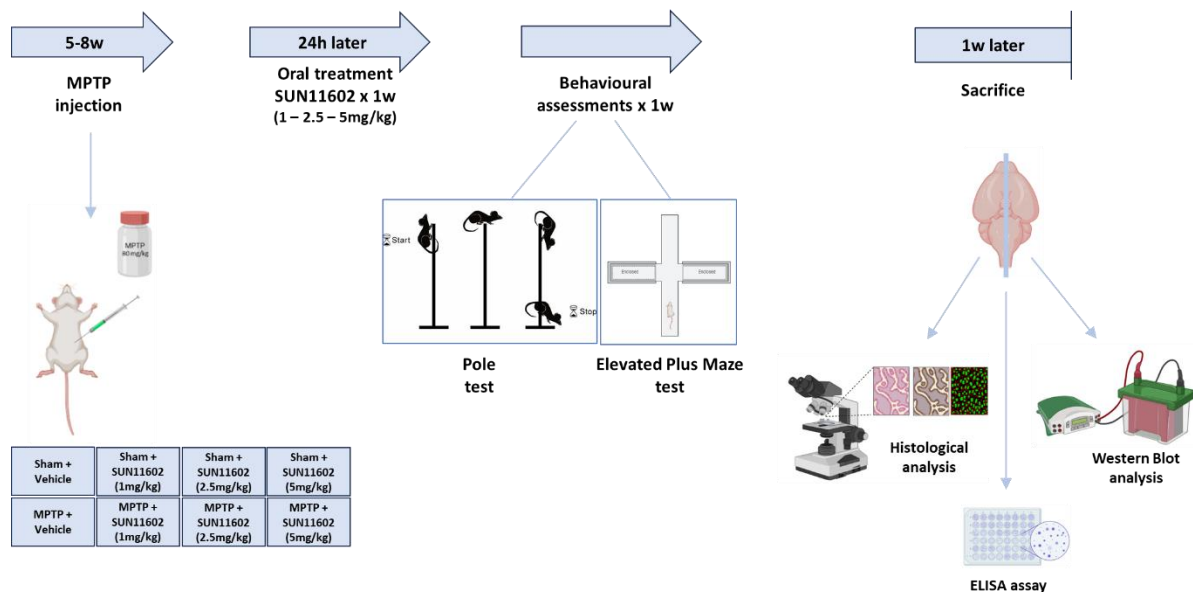 5-8w
MPTP
injection
24h later
Oral treatment
SUN11602 x 1w
(1 – 2.5 – 5mg/kg)
Behavioural
assessments x 1w
1w later
Sacrifice
MPTP
80mg/kg
Start
Stop
Enclosed
Enclosed
Pole
test
Elevated Plus Maze
test
Histological
analysis
Western Blot
analysis
ELISA assay
Sham +
Vehicle
Sham +
SUN11602
(1mg/kg)
Sham +
SUN11602
(2.5mg/kg)
Sham +
SUN11602
(5mg/kg)
MPTP +
Vehicle
MPTP +
SUN11602
(1mg/kg)
MPTP +
SUN11602
(2.5mg/kg)
MPTP +
SUN11602
(5mg/kg)